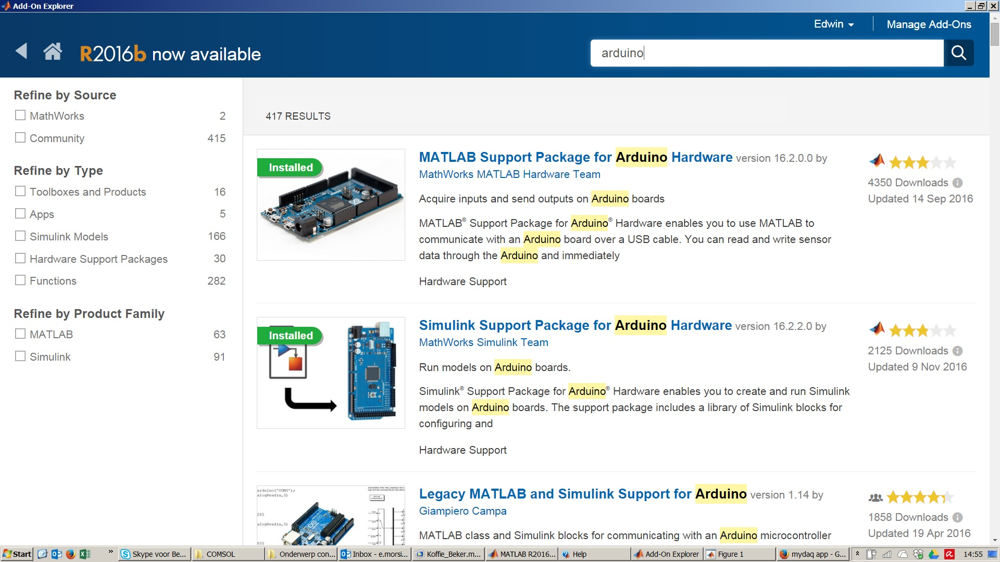 Add-On Explorer
Edwin
Manage Add-Ons
R2016b now available
arduino
Refine by Source
MathWorks 2
Community 415
Refine by Type
Toolboxes and Products 16
Apps 5
Simulink Models 166
Hardware Support Packages 30
Functions 282
Refine by Product Family
MATLAB 63
Simulink 91
417 RESULTS
Installed
MATLAB Support Package for Arduino Hardware version 16.2.0.0 by
MathWorks MATLAB Hardware Team
Acquire inputs and send outputs on Arduino boards
MATLAB® Support Package for Arduino® Hardware enables you to use MATLAB to
communicate with an Arduino board over a USB cable. You can read and write sensor
data through the Arduino and immediately
Hardware Support
4350 Downloads
Updated 14 Sep 2016
Installed
Simulink Support Package for Arduino Hardware version 16.2.2.0 by
MathWorks Simulink Team
Run models on Arduino boards.
Simulink® Support Package for Arduino® Hardware enables you to create and run Simulink
models on Arduino boards. The support package includes a library of Simulink blocks for
configuring and
Hardware Support
2125 Downloads
Updated 9 Nov 2016
arduino("COM5");
alogRead(a,3)
285
alogRead(a,3)
855
Legacy MATLAB and Simulink Support for Arduino version 1.14 by
Giampiero Campa
MATLAB class and Simulink blocks for communicating with an Arduino microcontroller
1858 Downloads
Updated 19 Apr 2016
Start
Skype voor Be...
COMSOL
Onderwerp con...
Inbox - e.morsi...
Koffie_Beker.m...
MATLAB R2016...
Help
Add-On Explorer
Figure 1
mydaq app - G...
14:55